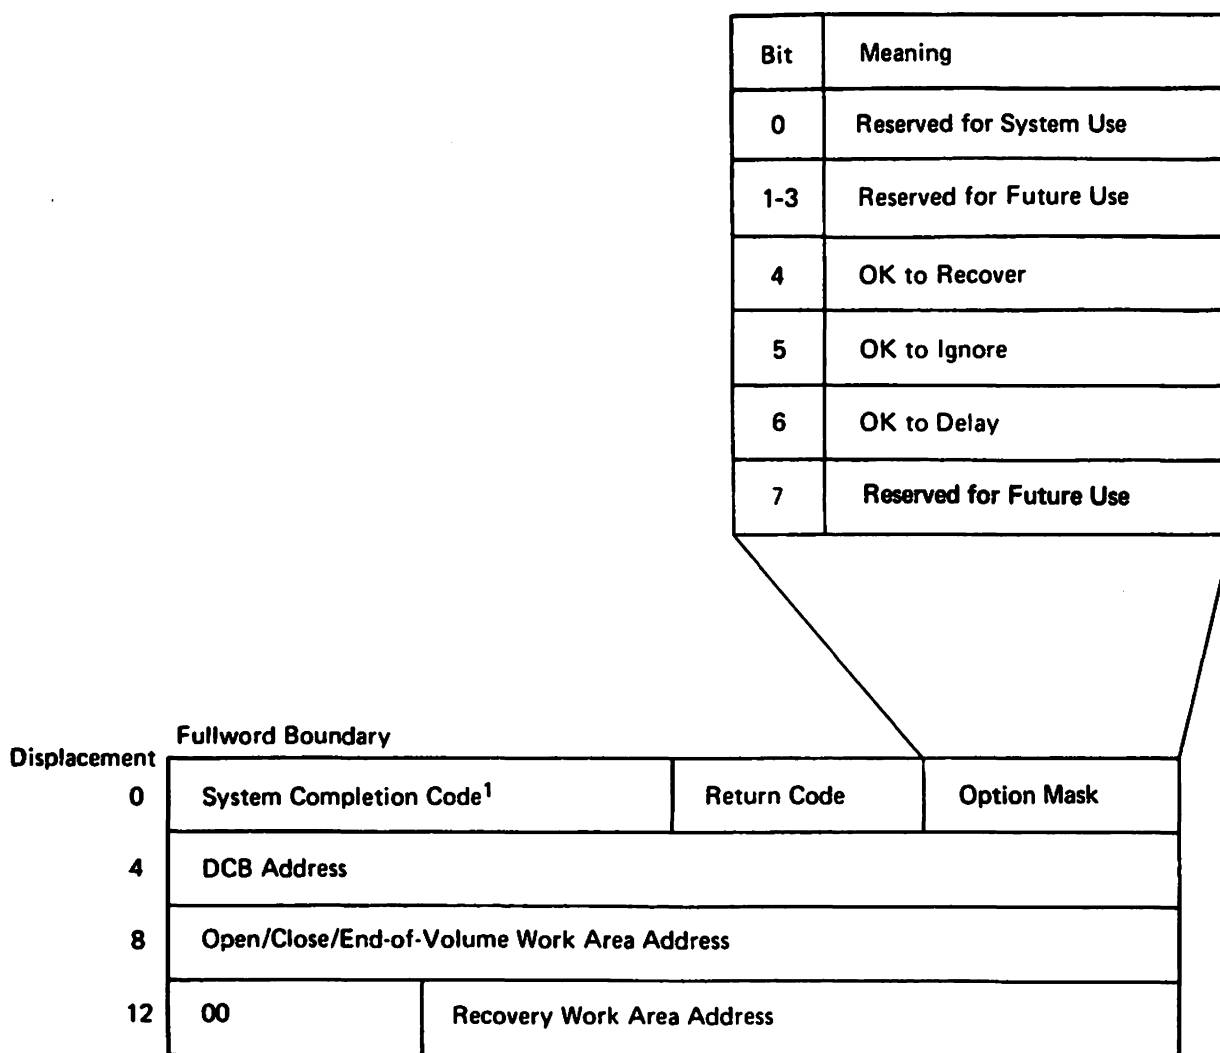 Bit Meaning
0 Reserved for System Use
1-3 Reserved for Future Use
4 OK to Recover
5 OK to Ignore
6 OK to Delay
7 Reserved for Future Use
Fullword Boundary
Displacement
0 System Completion Code1 Return Code Option Mask
4 DCB Address
8 Open/Close/End-of-Volume Work Area Address
12 00 Recovery Work Area Address